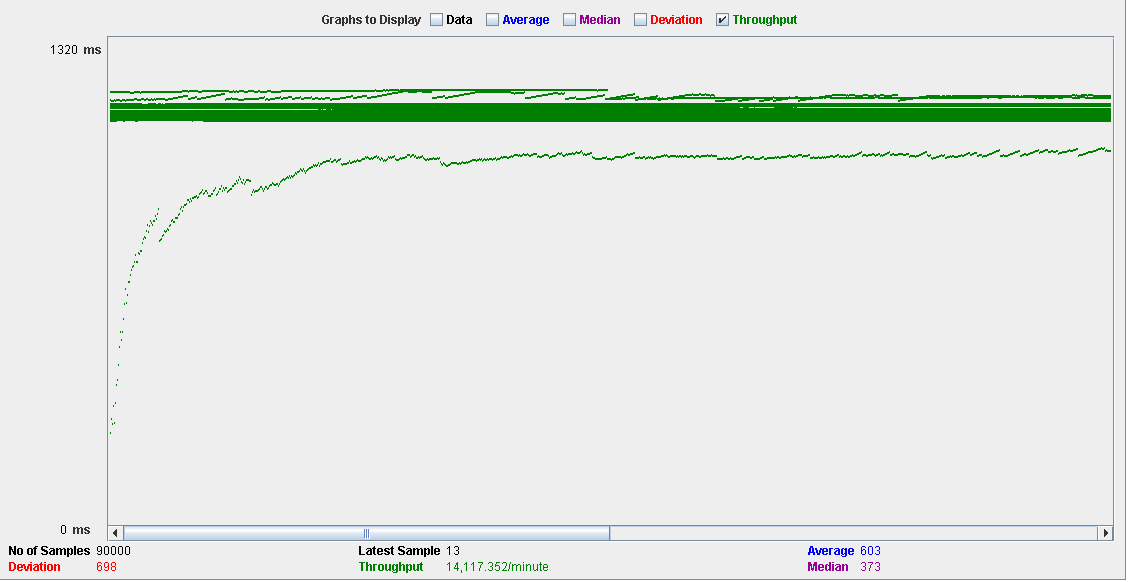 Graphs to Display Data Average Median Deviation Throughput
1320 ms
0 ms
No of Samples 90000 Latest Sample 13 Average 603
Deviation 698 Throughput 14,117.352/minute Median 373